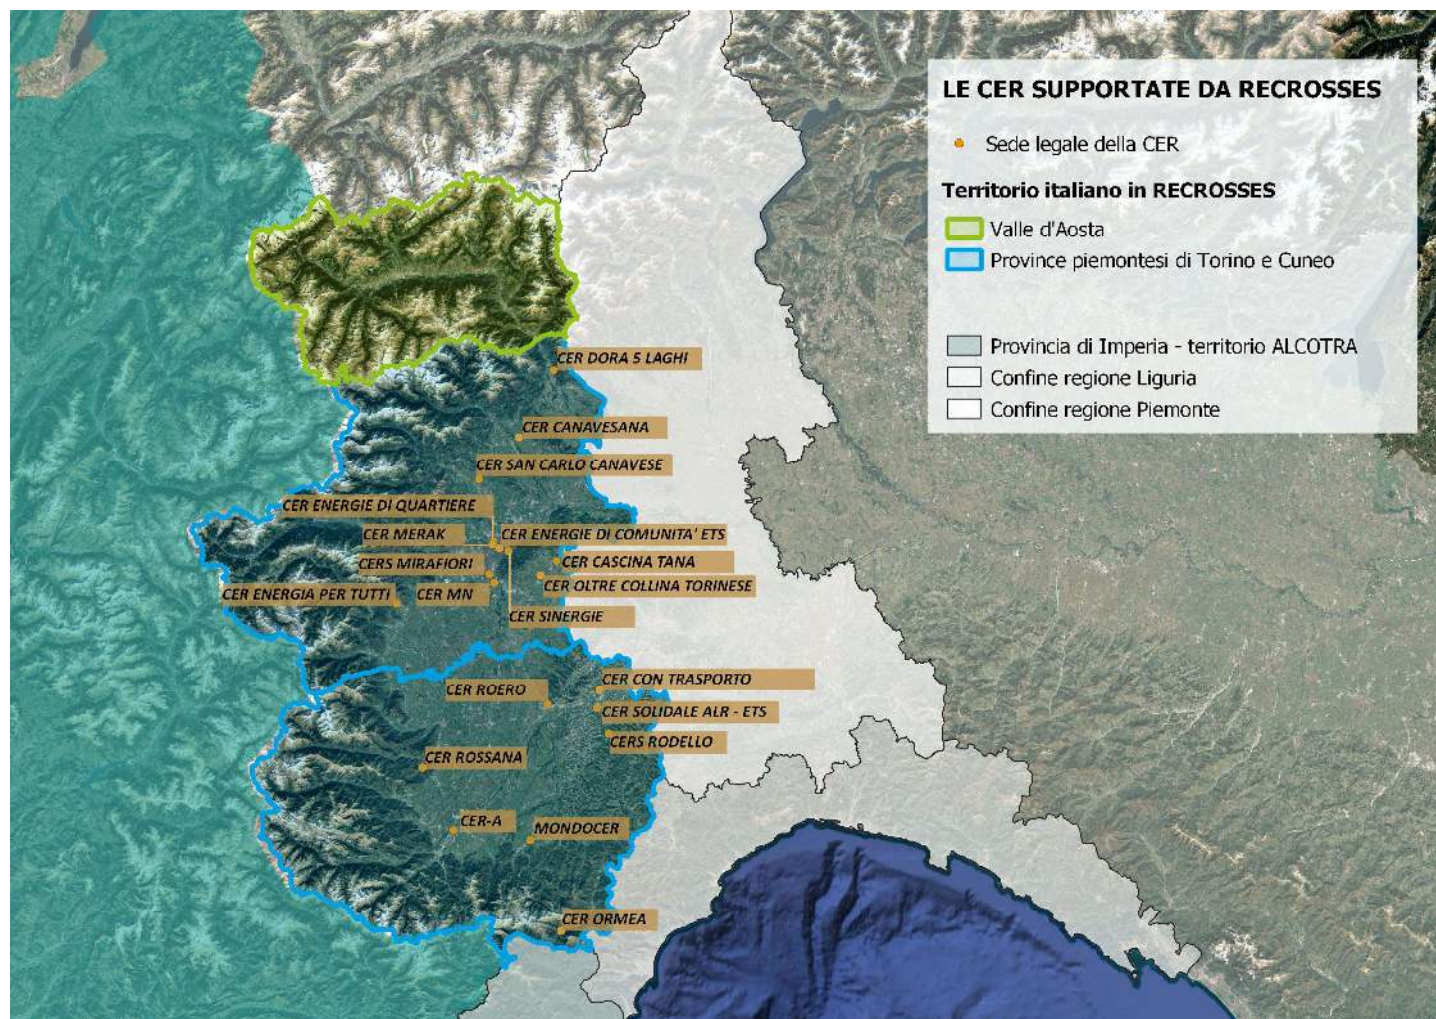 LE CER SUPPORTATE DA RECROSSES
Sede legale della CER
Territorio italiano in RECROSSES
Valle d'Aosta
Province piemontesi di Torino e Cuneo
Provincia di Imperia - territorio ALCOTRA
Confine regione Liguria
Confine regione Piemonte
CER DORA 5 LAGHI
CER CANAVESANA
CER SAN CARLO CANAVESE
CER ENERGIE DI QUARTIERE
CER MERAK
CER ENERGIE DI COMUNITA' ETS
CERS MIRAFIORI
CER CASCINA TANA
CER ENERGIA PER TUTTI
CER MN
CER OLTRE COLLINA TORINESE
CER SINERGIE
CER CON TRASPORTO
CER ROERO
CER SOLIDALE ALR - ETS
CERS RODELLO
CER ROSSANA
CER-A
MONDOCER
CER ORMEA